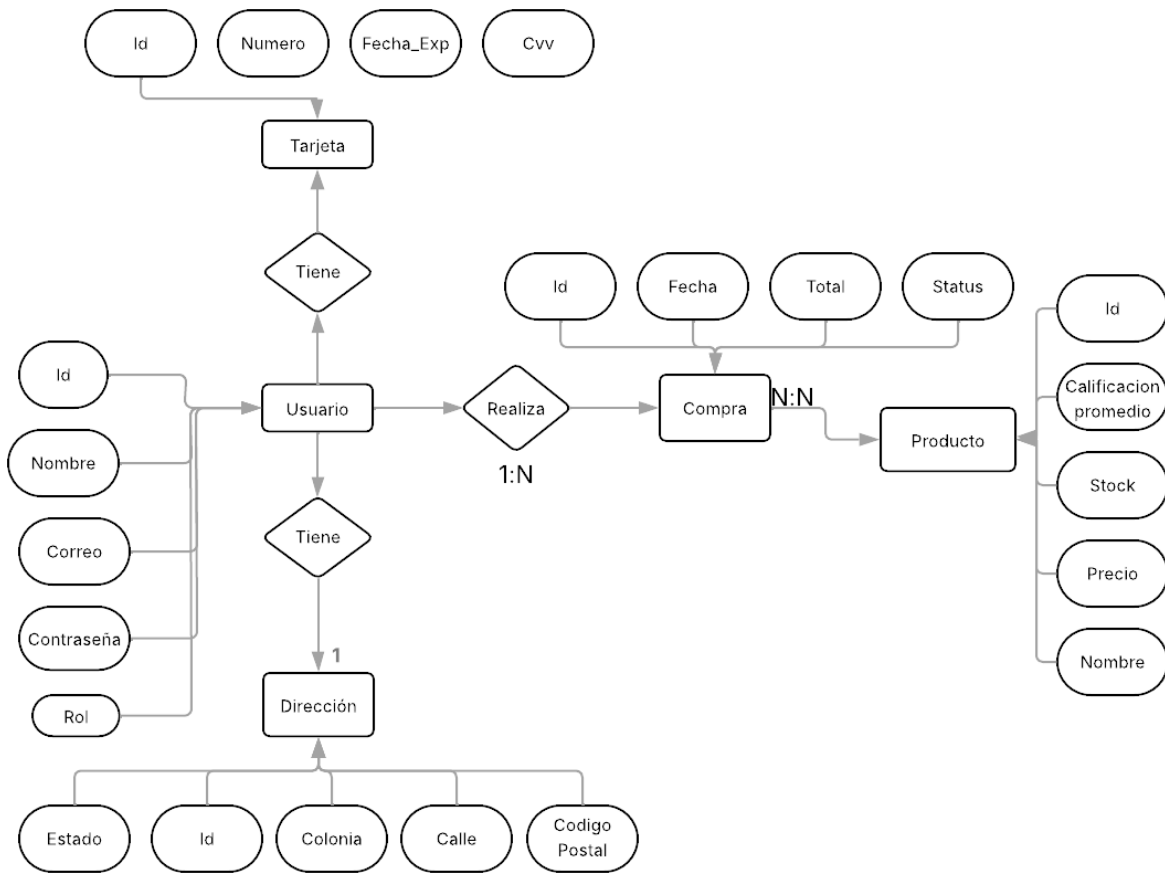 Id
Numero
Fecha_Exp
Cvv
Tarjeta
Tiene
Id
Fecha
Total
Status
Id
Id
Usuario
Realiza
Compra
N:N
Calificacion
promedio
Producto
Nombre
1:N
Stock
Tiene
Correo
Precio
Contraseña
1
Nombre
Rol
Dirección
Estado
Id
Colonia
Calle
Codigo
Postal